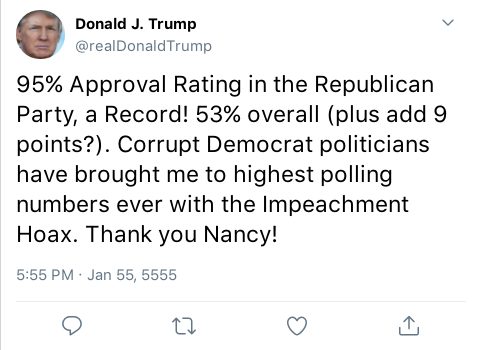 Donald J. Trump
@realDonaldTrump
95% Approval Rating in the Republican
Party, a Record! 53% overall (plus add 9
points?). Corrupt Democrat politicians
have brought me to highest polling
numbers ever with the Impeachment
Hoax. Thank you Nancy!
5:55 PM · Jan 55, 5555